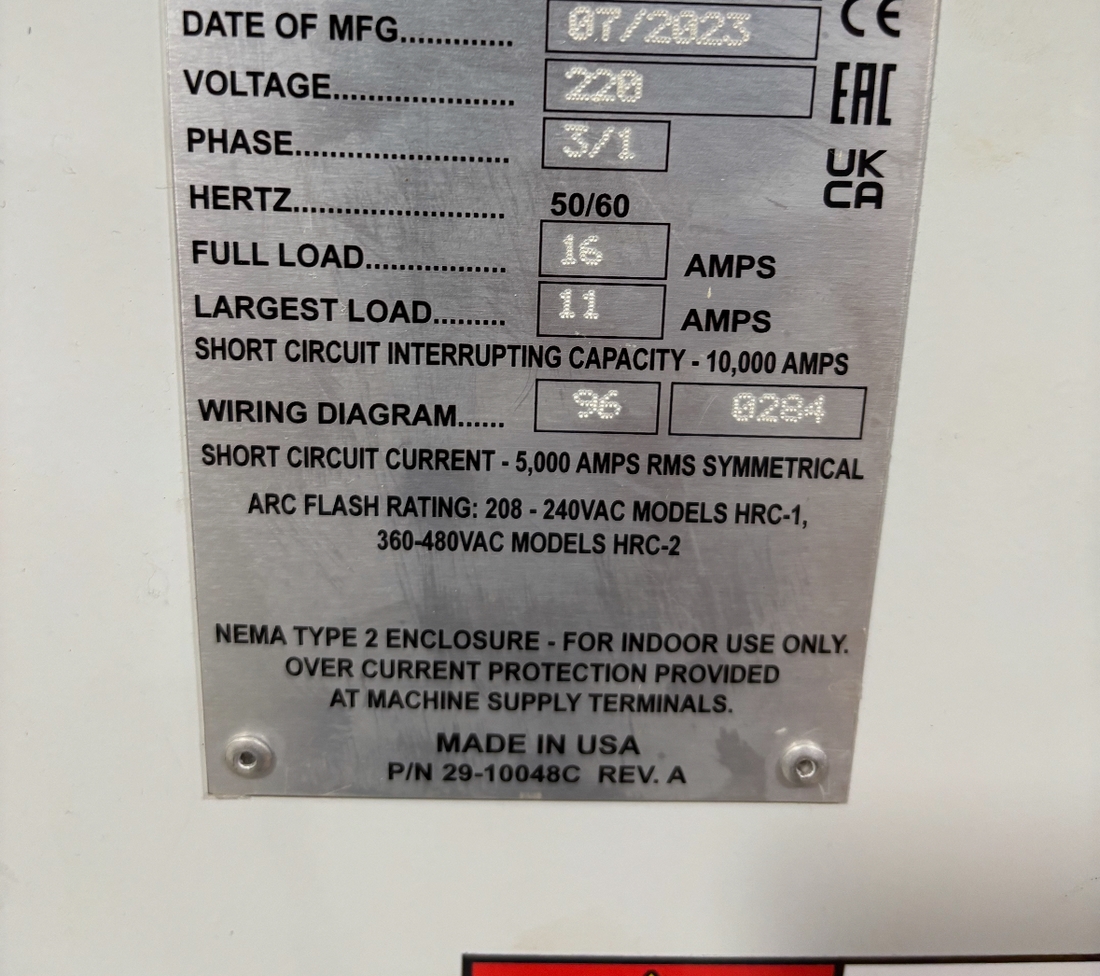 DATE OF MFG............. 07/2023 CE
VOLTAGE...................... 220 EAC
PHASE.......................... 3/1 UK
CA
HERTZ.......................... 50/60
FULL LOAD................. 16 AMPS
LARGEST LOAD......... 11 AMPS
SHORT CIRCUIT INTERRUPTING CAPACITY - 10,000 AMPS
WIRING DIAGRAM...... 96 0284
SHORT CIRCUIT CURRENT - 5,000 AMPS RMS SYMMETRICAL
ARC FLASH RATING: 208 - 240VAC MODELS HRC-1,
360-480VAC MODELS HRC-2
NEMA TYPE 2 ENCLOSURE - FOR INDOOR USE ONLY.
OVER CURRENT PROTECTION PROVIDED
AT MACHINE SUPPLY TERMINALS.
MADE IN USA
P/N 29-10048C REV. A